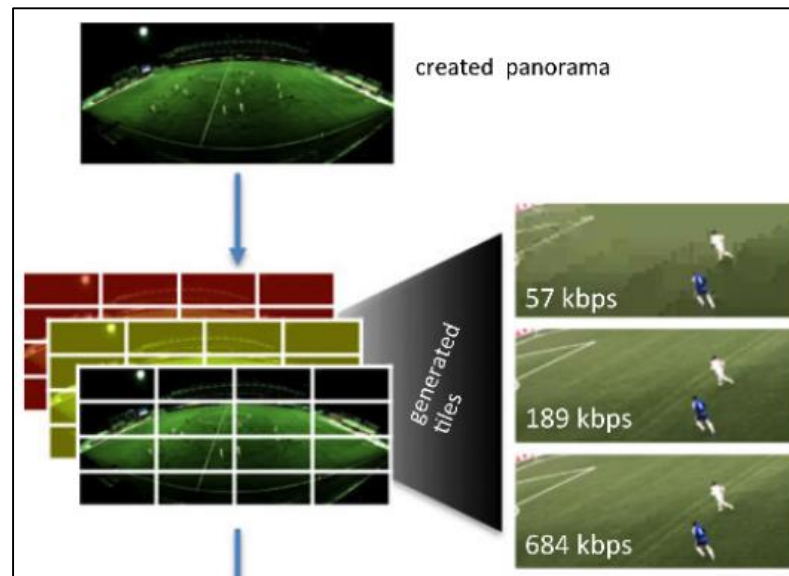 created panorama
generated
tiles
57 kbps
189 kbps
684 kbps